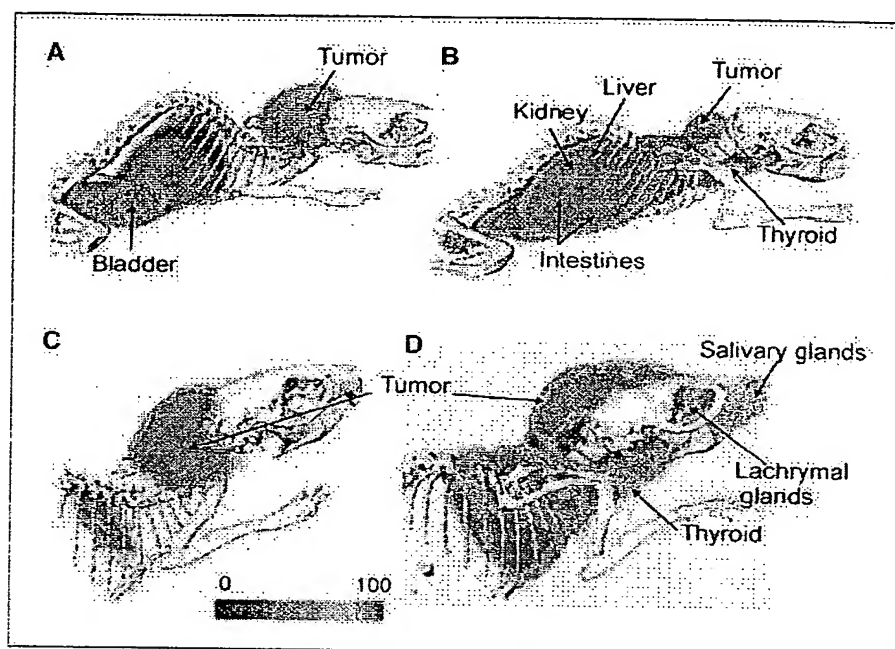 A
Tumor
Bladder
B
Liver
Kidney
Tumor
Thyroid
Intestines
C
Tumor
0
100
D
Salivary glands
Lachrymal
glands
Thyroid